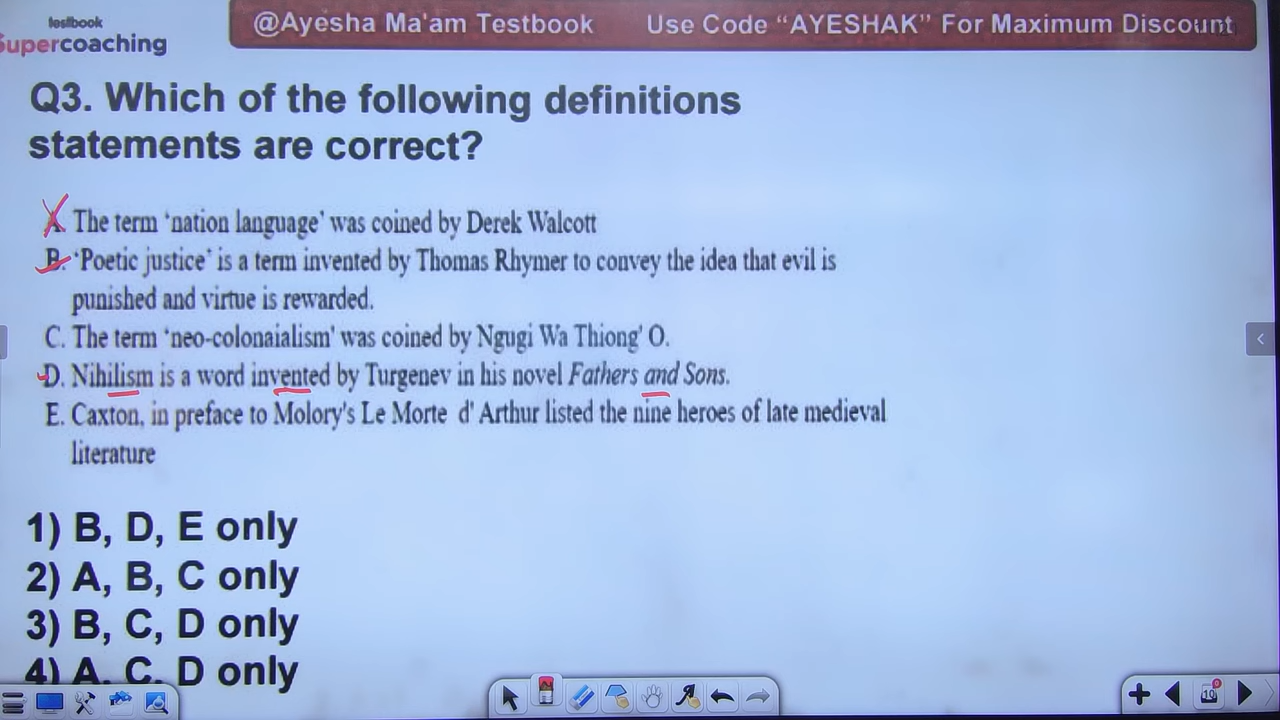 testbook
Supercoaching
@Ayesha Ma'am Testbook Use Code “AYESHAK” For Maximum Discount
Q3. Which of the following definitions
statements are correct?
A. The term ‘nation language’ was coined by Derek Walcott
B. ‘Poetic justice’ is a term invented by Thomas Rhymer to convey the idea that evil is
punished and virtue is rewarded.
C. The term ‘neo-colonaialism’ was coined by Ngugi Wa Thiong’ O.
D. Nihilism is a word invented by Turgenev in his novel Fathers and Sons.
E. Caxton, in preface to Molory's Le Morte d' Arthur listed the nine heroes of late medieval
literature
1) B, D, E only
2) A, B, C only
3) B, C, D only
4) A, C, D only
10